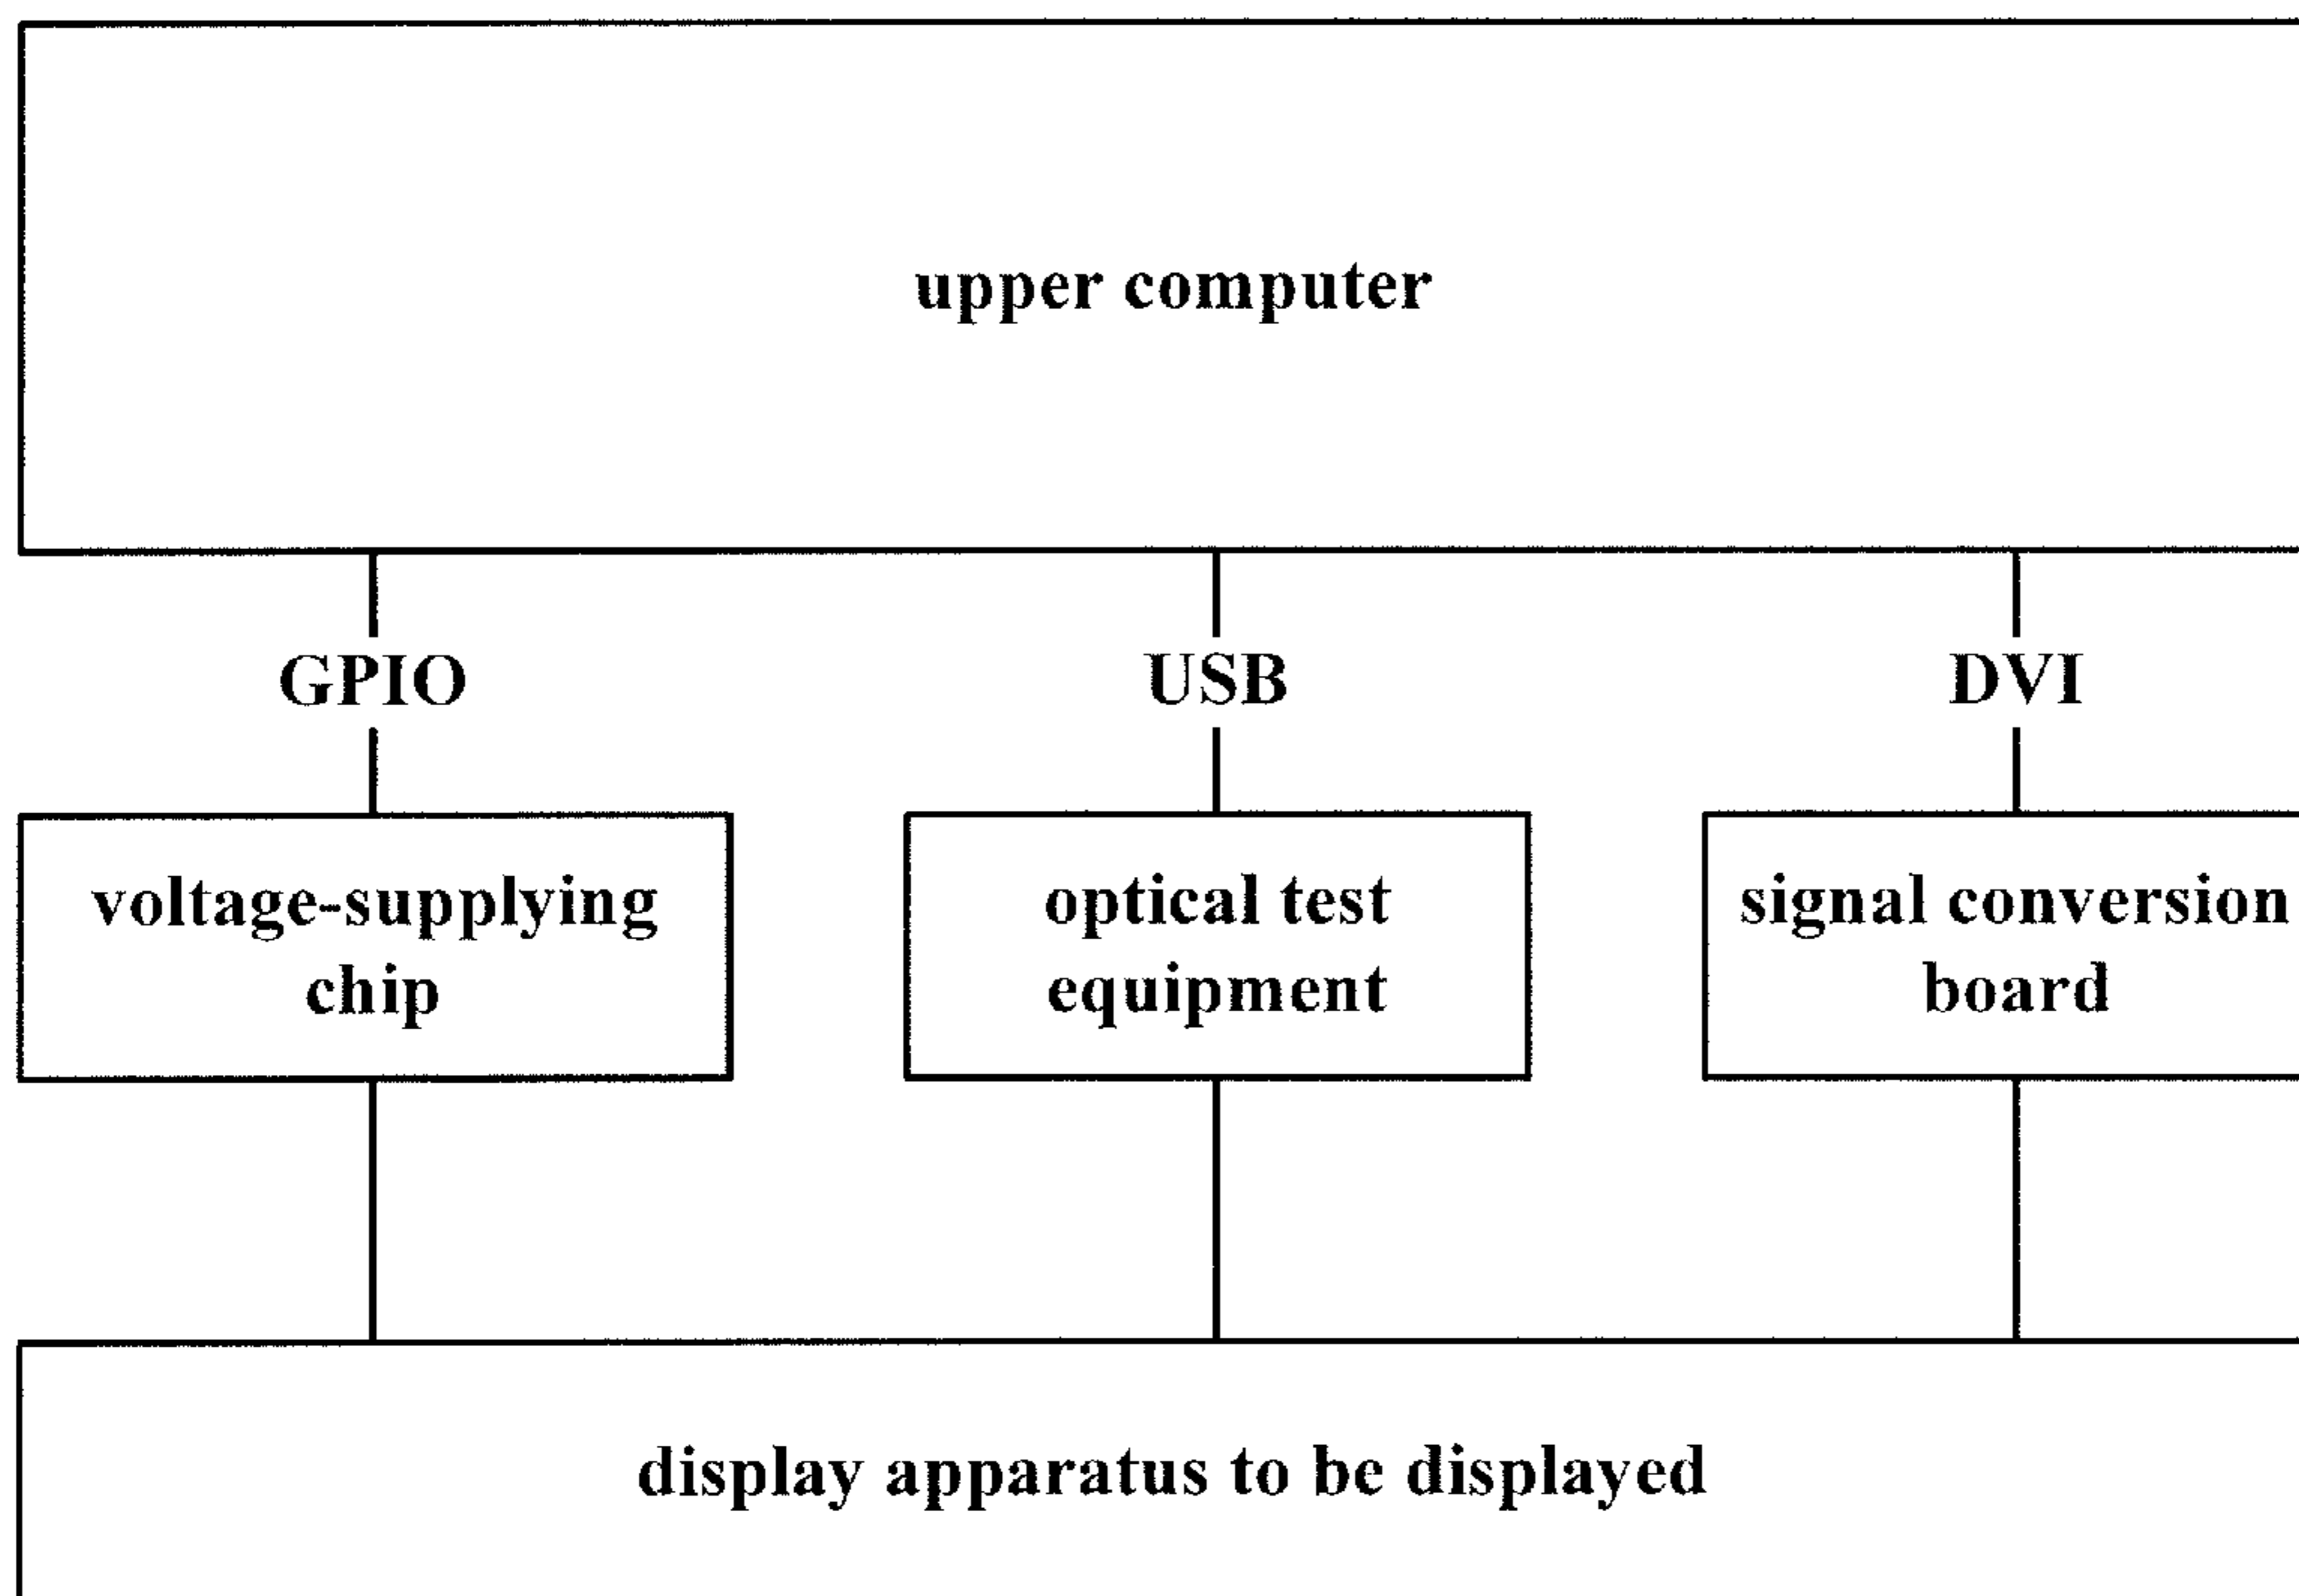 upper computer
GPIO
USB
DVI
voltage-supplying
chip
optical test
equipment
signal conversion
board
display apparatus to be displayed